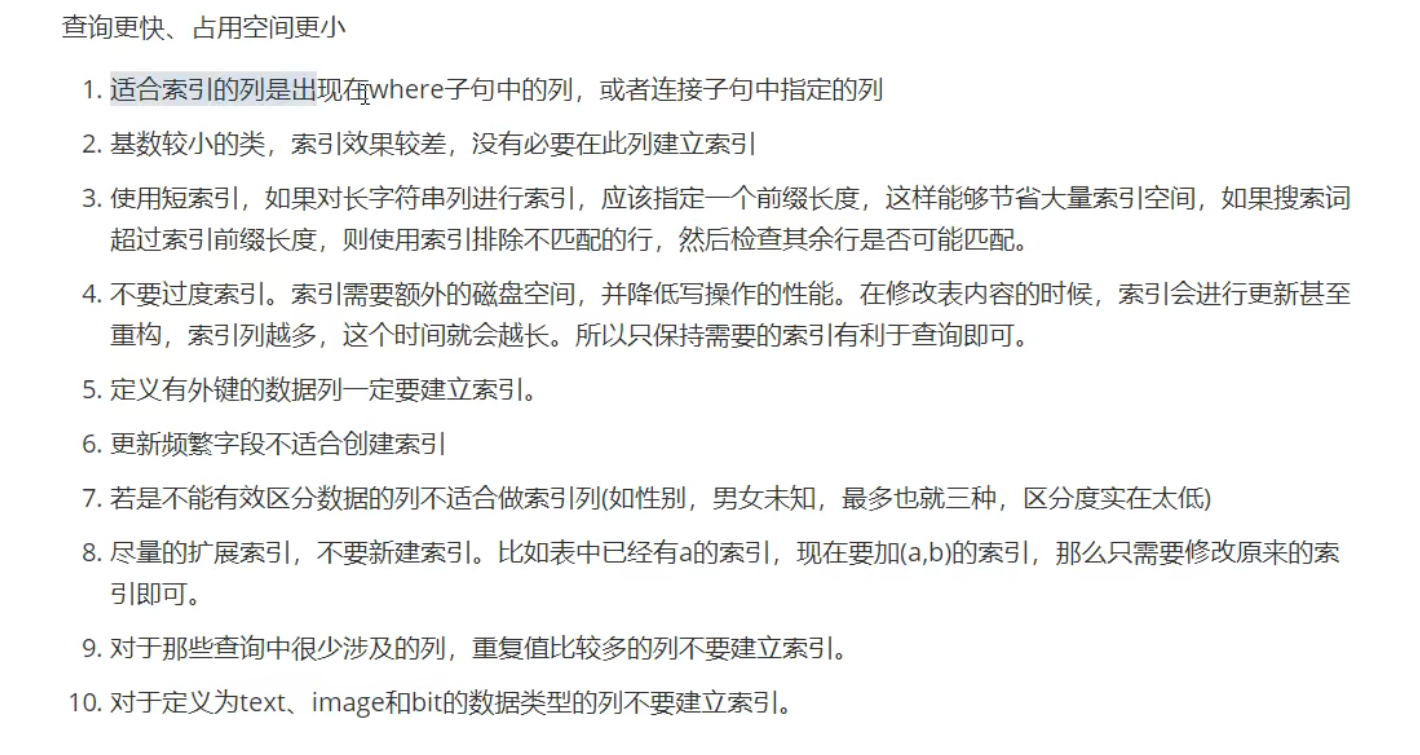 查询更快、占用空间更小
1. 适合索引的列是出现在where子句中的列，或者连接子句中指定的列
2. 基数较小的类，索引效果较差，没有必要在此列建立索引
3. 使用短索引，如果对长字符串列进行索引，应该指定一个前缀长度，这样能够节省大量索引空间，如果搜索词
超过索引前缀长度，则使用索引排除不匹配的行，然后检查其余行是否可能匹配。
4. 不要过度索引。索引需要额外的磁盘空间，并降低写操作的性能。在修改表内容的时候，索引会进行更新甚至
重构，索引列越多，这个时间就会越长。所以只保持需要的索引有利于查询即可。
5. 定义有外键的数据列一定要建立索引。
6. 更新频繁字段不适合创建索引
7. 若是不能有效区分数据的列不适合做索引列(如性别，男女未知，最多也就三种，区分度实在太低)
8. 尽量的扩展索引，不要新建索引。比如表中已经有a的索引，现在要加(a,b)的索引，那么只需要修改原来的索
引即可。
9. 对于那些查询中很少涉及的列，重复值比较多的列不要建立索引。
10. 对于定义为text、image和bit的数据类型的列不要建立索引。